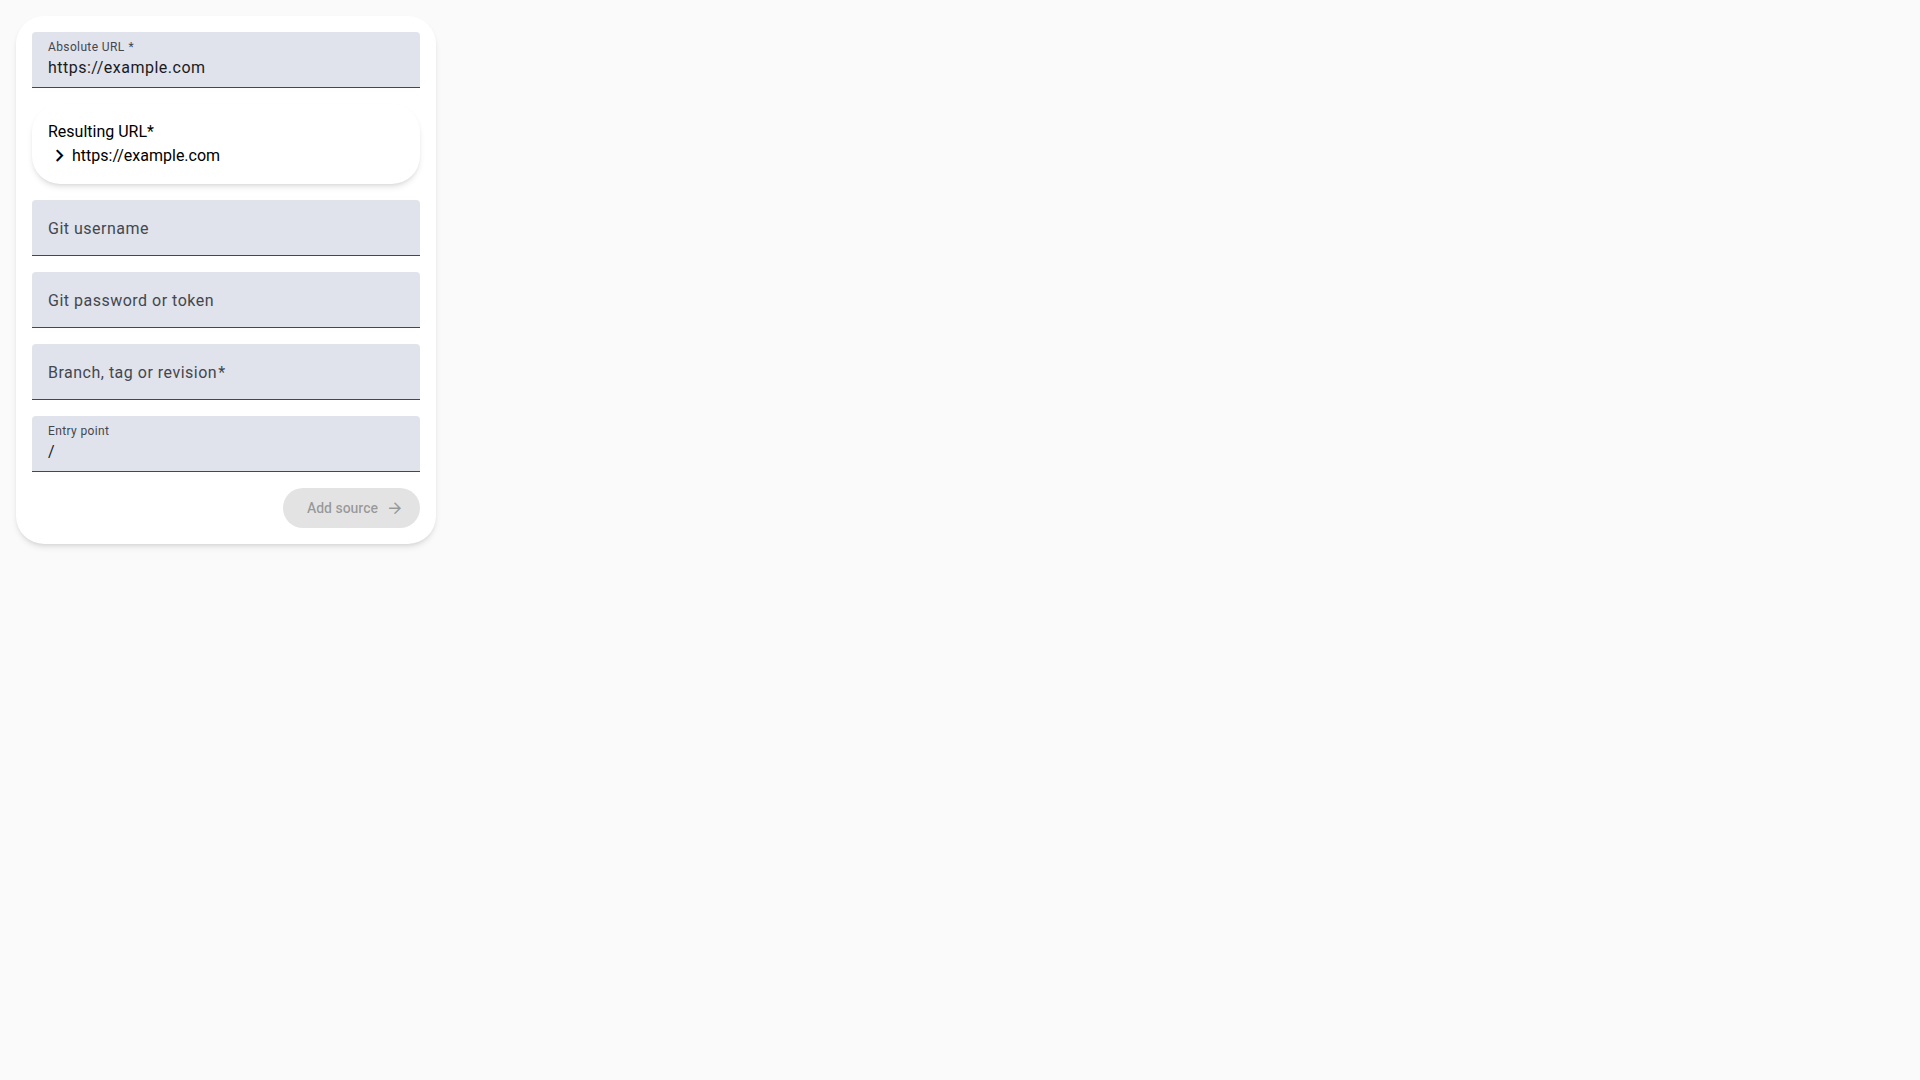 Absolute URL *
https://example.com
Resulting URL*
https://example.com
Git username
Git password or token
Branch, tag or revision*
Entry point
/
Add source